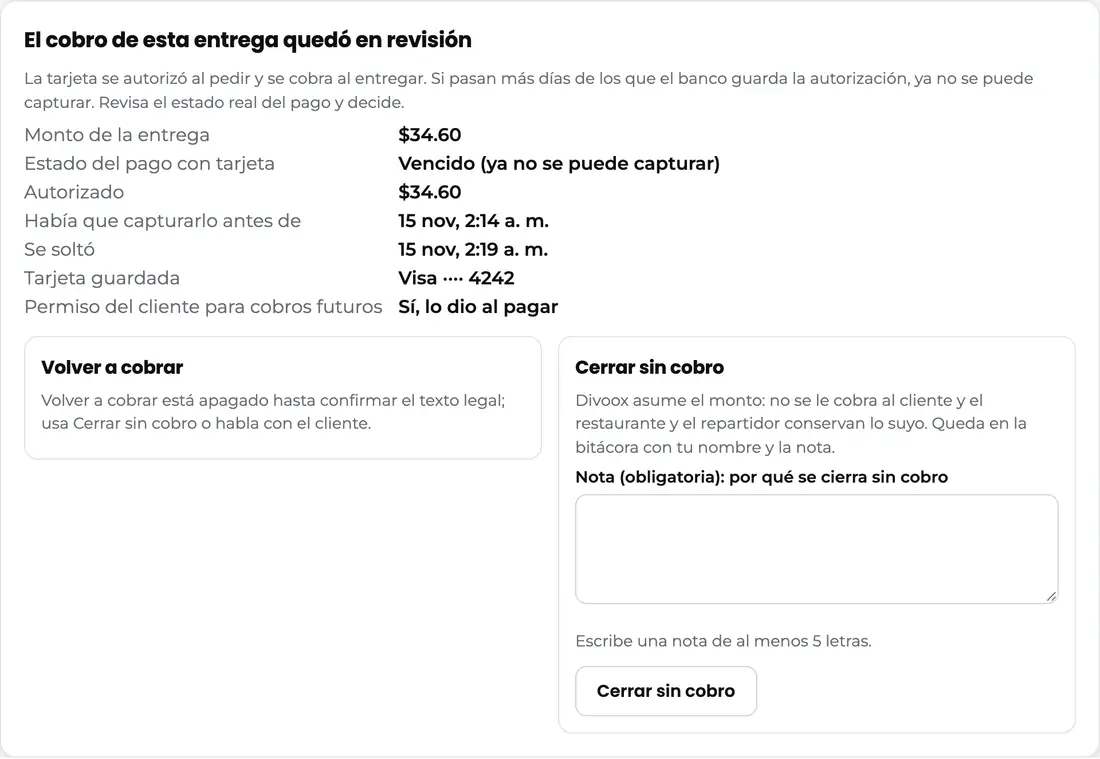 El cobro de esta entrega quedó en revisión
La tarjeta se autorizó al pedir y se cobra al entregar. Si pasan más días de los que el banco guarda la autorización, ya no se puede
capturar. Revisa el estado real del pago y decide.
Monto de la entrega $34.60
Estado del pago con tarjeta Vencido (ya no se puede capturar)
Autorizado $34.60
Había que capturarlo antes de 15 nov, 2:14 a. m.
Se soltó 15 nov, 2:19 a. m.
Tarjeta guardada Visa ···· 4242
Permiso del cliente para cobros futuros Sí, lo dio al pagar
Volver a cobrar
Volver a cobrar está apagado hasta confirmar el texto legal;
usa Cerrar sin cobro o habla con el cliente.
Cerrar sin cobro
Divoox asume el monto: no se le cobra al cliente y el
restaurante y el repartidor conservan lo suyo. Queda en la
bitácora con tu nombre y la nota.
Nota (obligatoria): por qué se cierra sin cobro
Escribe una nota de al menos 5 letras.
Cerrar sin cobro